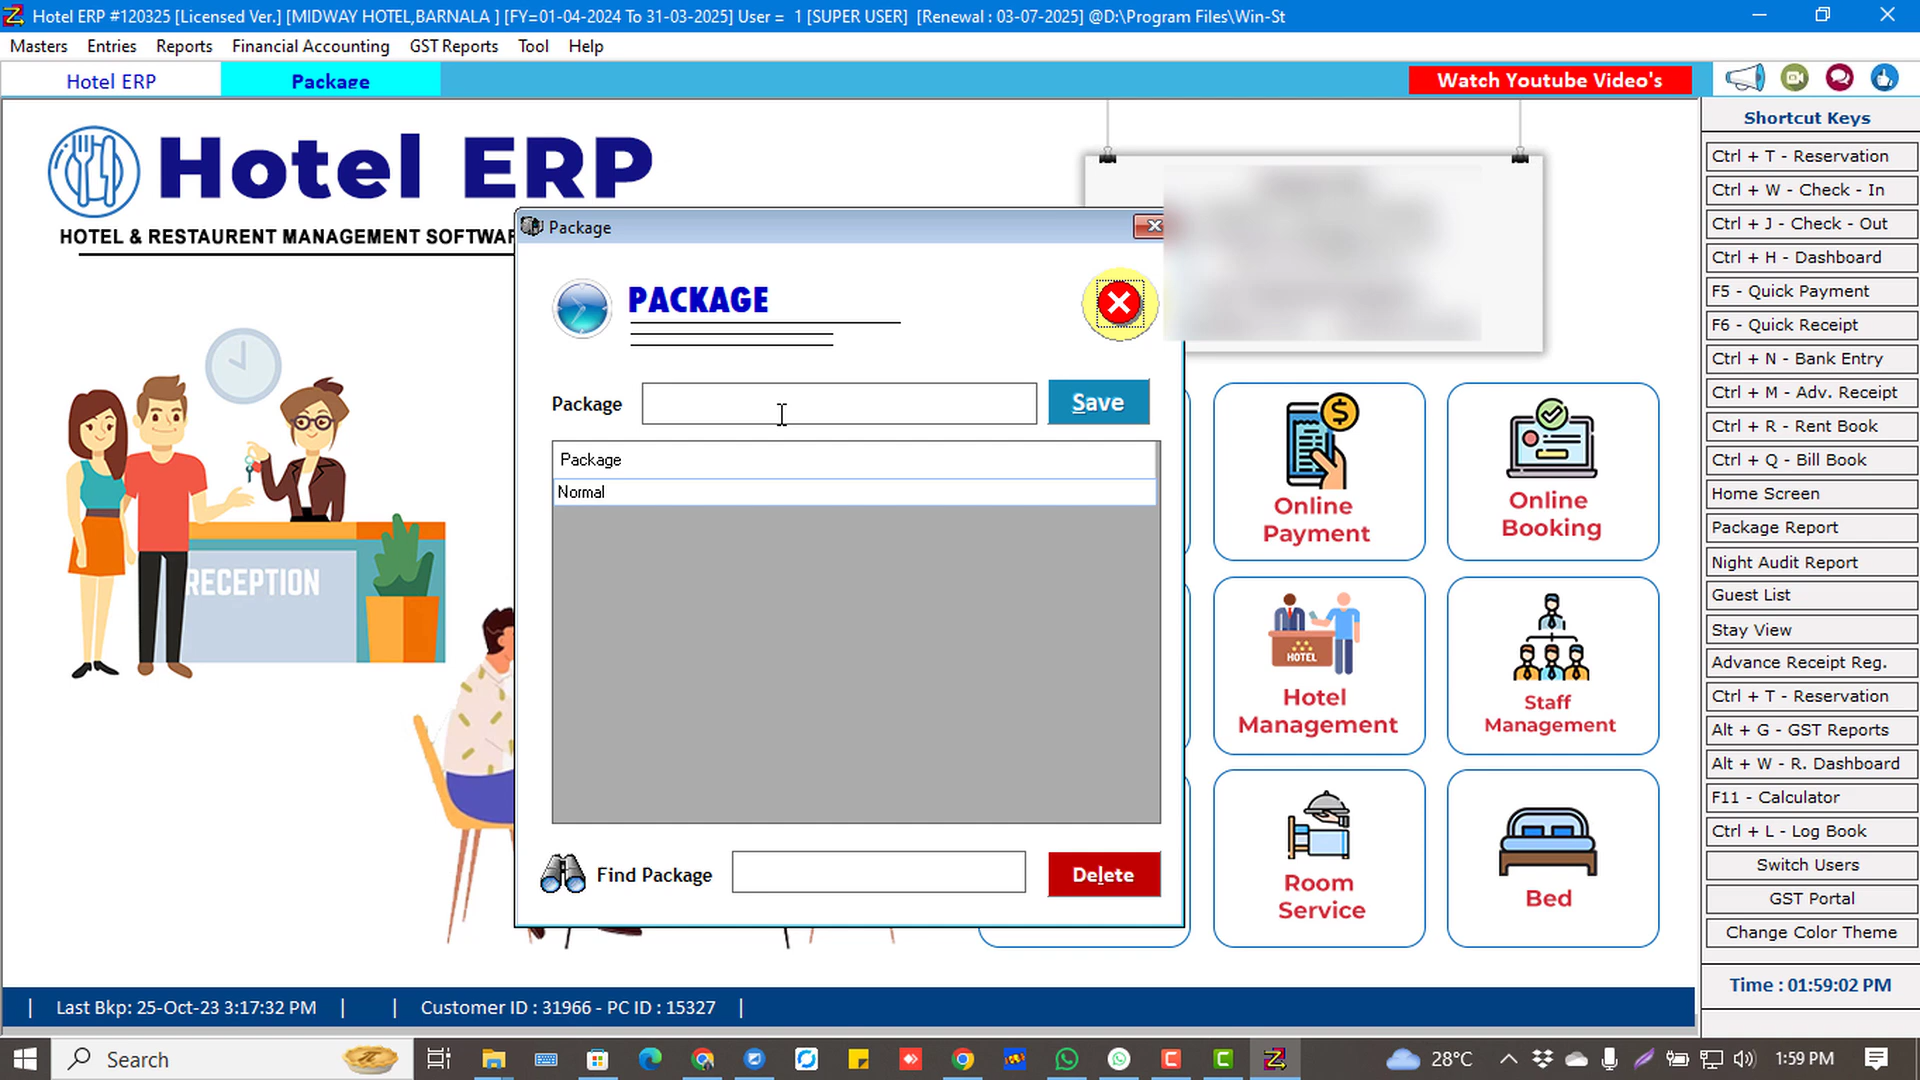 Hotel ERP #120325 [Licensed Ver.] [MIDWAY HOTEL,BARNALA ] [FY=01-04-2024 To 31-03-2025] User =  1 [SUPER USER]  [Renewal : 03-07-2025] @D:\Program Files\Win-St
Masters Entries Reports Financial Accounting GST Reports Tool Help
Hotel ERP Package Watch Youtube Video's
Hotel ERP
HOTEL & RESTAURENT MANAGEMENT SOFTWAR
RECEPTION
Package
PACKAGE
Package Save
Package
Normal
Find Package Delete
Online
Payment
Online
Booking
HOTEL
Hotel
Management
Staff
Management
Room
Service
Bed
Shortcut Keys
Ctrl + T - Reservation
Ctrl + W - Check - In
Ctrl + J - Check - Out
Ctrl + H - Dashboard
F5 - Quick Payment
F6 - Quick Receipt
Ctrl + N - Bank Entry
Ctrl + M - Adv. Receipt
Ctrl + R - Rent Book
Ctrl + Q - Bill Book
Home Screen
Package Report
Night Audit Report
Guest List
Stay View
Advance Receipt Reg.
Ctrl + T - Reservation
Alt + G - GST Reports
Alt + W - R. Dashboard
F11 - Calculator
Ctrl + L - Log Book
Switch Users
GST Portal
Change Color Theme
Time : 01:59:02 PM
| Last Bkp: 25-Oct-23 3:17:32 PM | | Customer ID : 31966 - PC ID : 15327 |
Search 28°C 1:59 PM